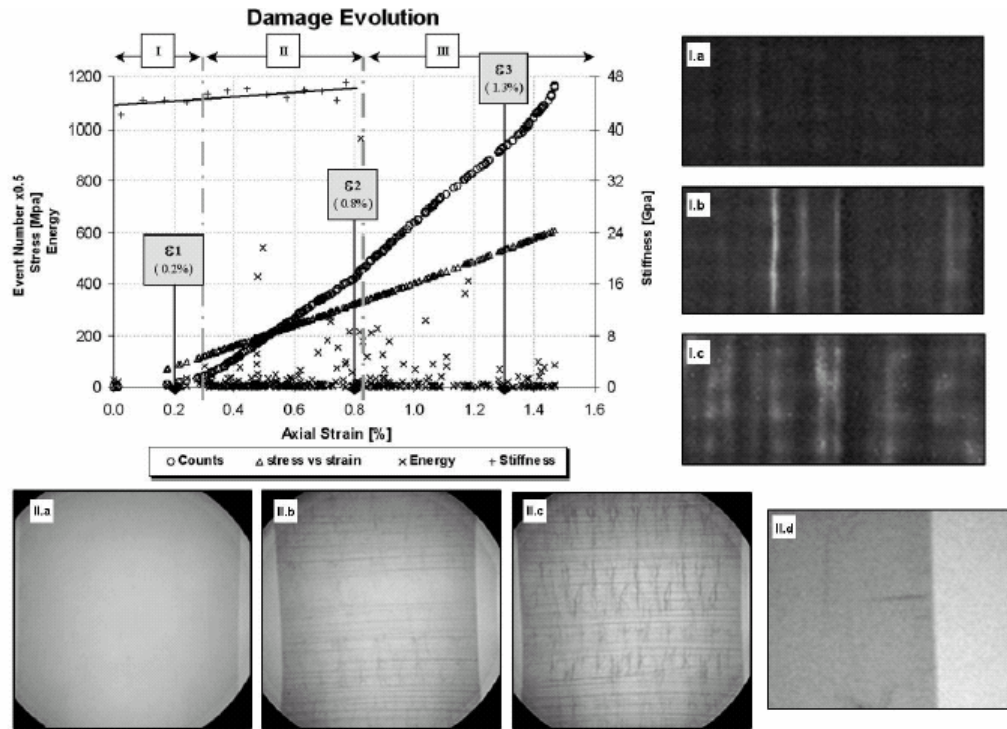 Damage Evolution
I
II
III
1200
1000
800
600
400
200
0
Event Number x0.5
Stress [Mpa]
Energy
48
40
32
24
16
8
0
Stiffness [Gpa]
ε1
( 0.2%)
ε2
( 0.8%)
ε3
( 1.3%)
0.0
0.2
0.4
0.6
0.8
1.0
1.2
1.4
1.6
Axial Strain [%]
Counts
stress vs strain
Energy
Stiffness
I.a
I.b
I.c
II.a
II.b
II.c
II.d